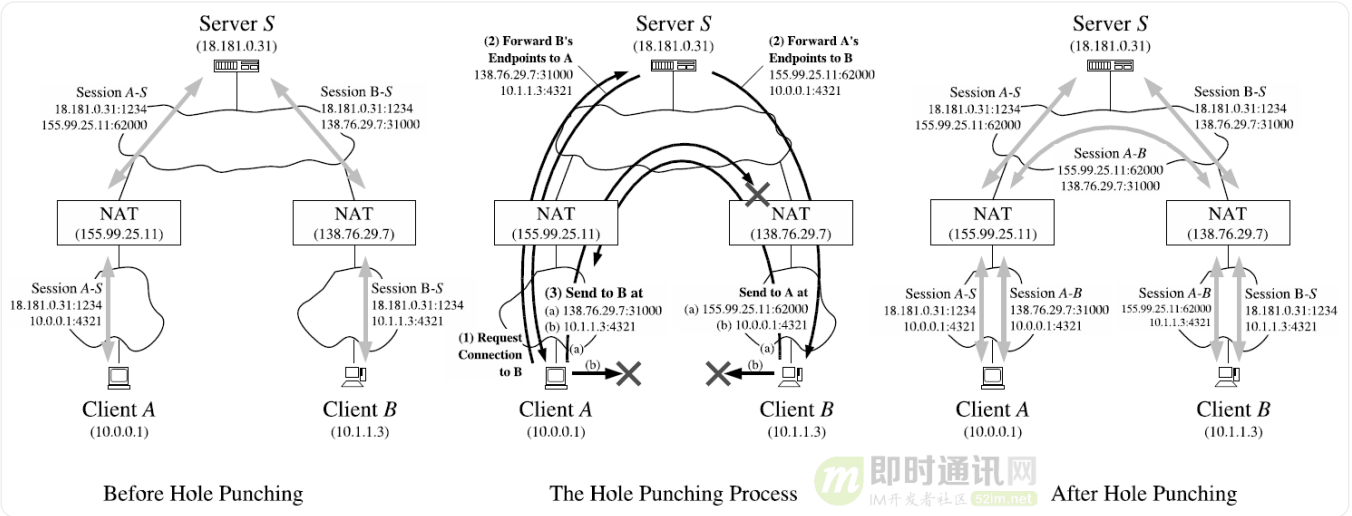 Server S
(18.181.0.31)
Session A-S
18.181.0.31:1234
155.99.25.11:62000
Session B-S
18.181.0.31:1234
138.76.29.7:31000
NAT
(155.99.25.11)
NAT
(138.76.29.7)
Session A-S
18.181.0.31:1234
10.0.0.1:4321
Session B-S
18.181.0.31:1234
10.1.1.3:4321
Client A
(10.0.0.1)
Client B
(10.1.1.3)
Before Hole Punching
Server S
(18.181.0.31)
(2) Forward B's
Endpoints to A
138.76.29.7:31000
10.1.1.3:4321
(2) Forward A's
Endpoints to B
155.99.25.11:62000
10.0.0.1:4321
NAT
(155.99.25.11)
NAT
(138.76.29.7)
(3) Send to B at
(a) 138.76.29.7:31000
(b) 10.1.1.3:4321
Send to A at
(a) 155.99.25.11:62000
(b) 10.0.0.1:4321
(1) Request
Connection
to B
(a)
(b)
(a)
(b)
Client A
(10.0.0.1)
Client B
(10.1.1.3)
The Hole Punching Process
Server S
(18.181.0.31)
Session A-S
18.181.0.31:1234
155.99.25.11:62000
Session B-S
18.181.0.31:1234
138.76.29.7:31000
Session A-B
155.99.25.11:62000
138.76.29.7:31000
NAT
(155.99.25.11)
NAT
(138.76.29.7)
Session A-S
18.181.0.31:1234
10.0.0.1:4321
Session A-B
138.76.29.7:31000
10.0.0.1:4321
Session A-B
155.99.25.11:62000
10.1.1.3:4321
Session B-S
18.181.0.31:1234
10.1.1.3:4321
Client A
(10.0.0.1)
Client B
(10.1.1.3)
After Hole Punching
m
即时通讯网
IM开发者社区 52im.net